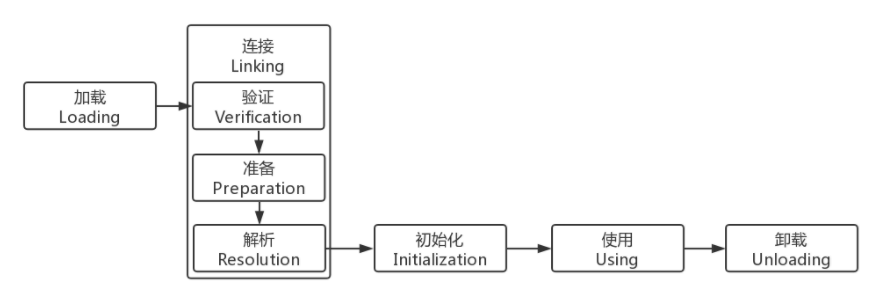 加载
Loading
连接
Linking
验证
Verification
准备
Preparation
解析
Resolution
初始化
Initialization
使用
Using
卸载
Unloading